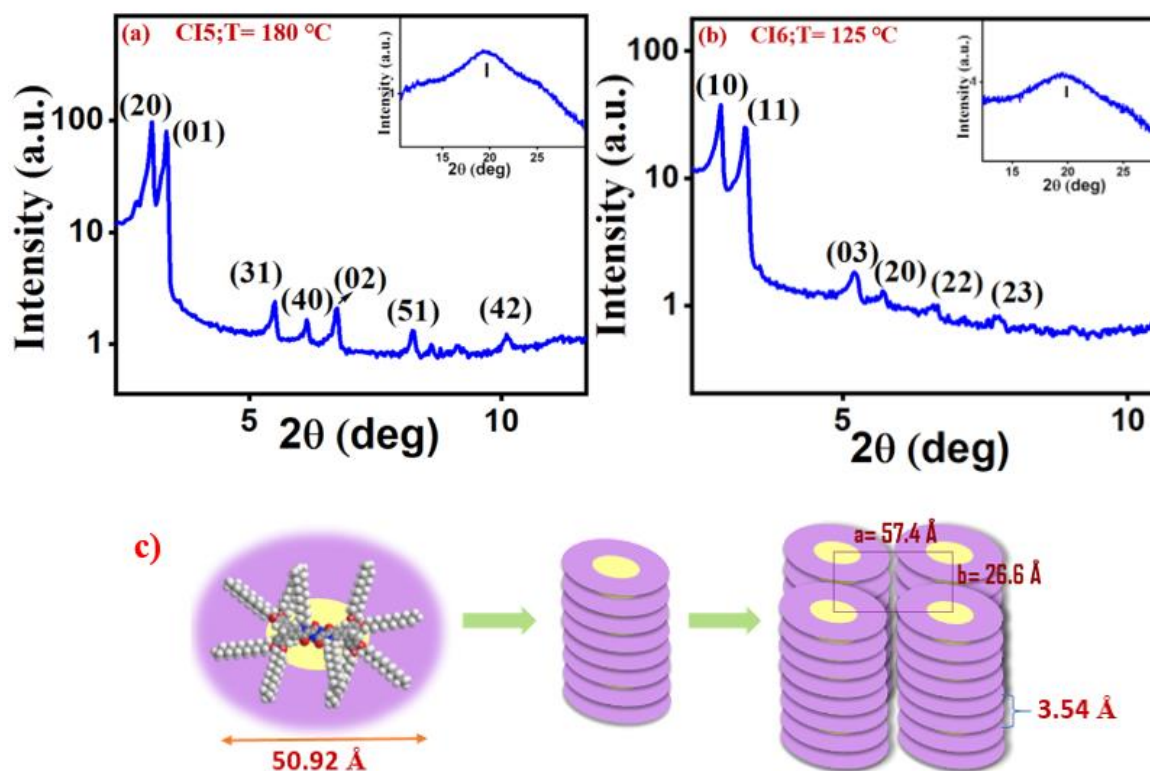 (a) CI5;T= 180 °C
Intensity (a.u.)
100
10
1
(20)
(01)
(31)
(40)
(02)
(51)
(42)
5
10
2θ (deg)
Intensity (a.u.)
1
15
20
25
2θ (deg)
(b) CI6;T= 125 °C
Intensity (a.u.)
100
10
1
(10)
(11)
(03)
(20)
(22)
(23)
5
10
2θ (deg)
Intensity (a.u.)
4
15
20
25
2θ (deg)
c)
50.92 Å
a= 57.4 Å
b= 26.6 Å
3.54 Å